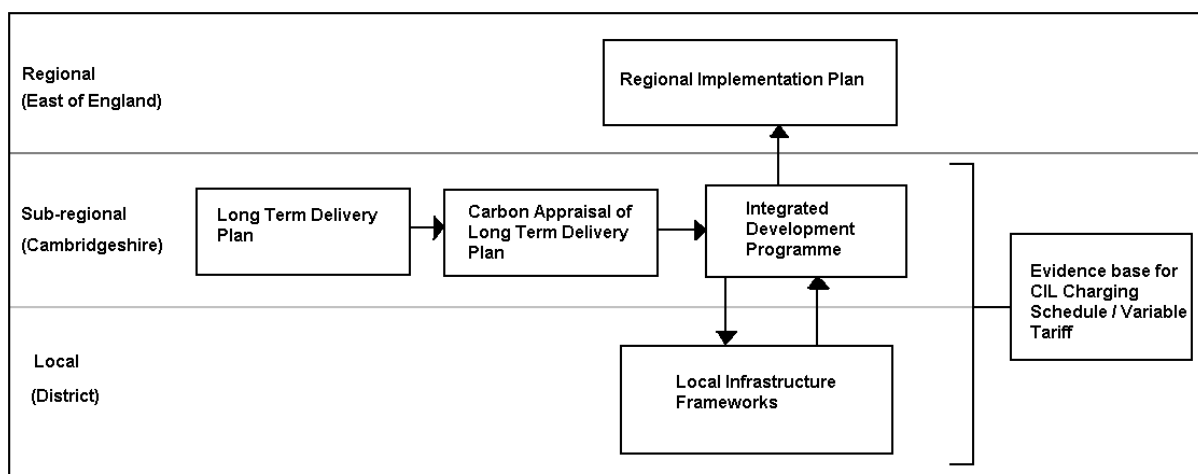 Regional
(East of England)
Regional Implementation Plan
Sub-regional
(Cambridgeshire)
Long Term Delivery
Plan
Carbon Appraisal of
Long Term Delivery
Plan
Integrated
Development
Programme
Evidence base for
CIL Charging
Schedule / Variable
Tariff
Local
(District)
Local Infrastructure
Frameworks